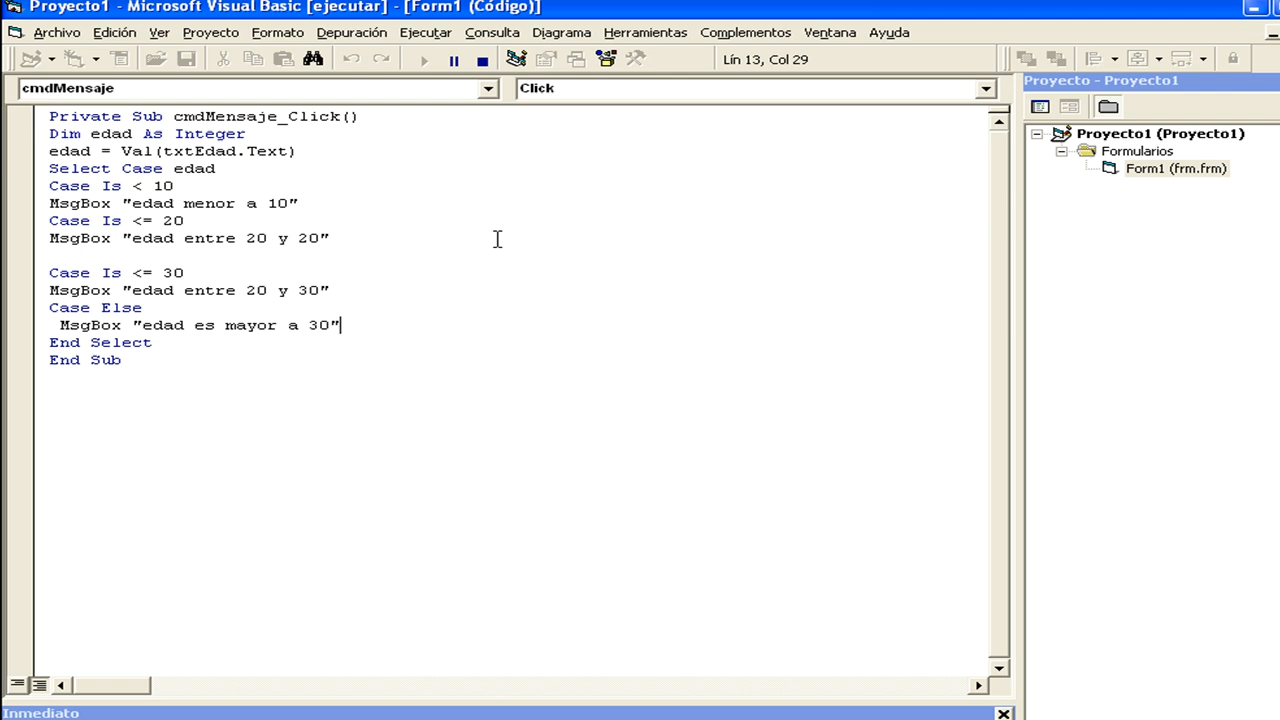 Proyecto1 - Microsoft Visual Basic [ejecutar] - [Form1 (Código)]
Archivo Edición Ver Proyecto Formato Depuración Ejecutar Consulta Diagrama Herramientas Complementos Ventana Ayuda
Lín 13, Col 29
cmdMensaje Click
Private Sub cmdMensaje_Click()
Dim edad As Integer
edad = Val(txtEdad.Text)
Select Case edad
Case Is < 10
MsgBox "edad menor a 10"
Case Is <= 20
MsgBox "edad entre 20 y 20"
Case Is <= 30
MsgBox "edad entre 20 y 30"
Case Else
MsgBox "edad es mayor a 30"
End Select
End Sub
Proyecto - Proyecto1
Proyecto1 (Proyecto1)
Formularios
Form1 (frm.frm)
Inmediato